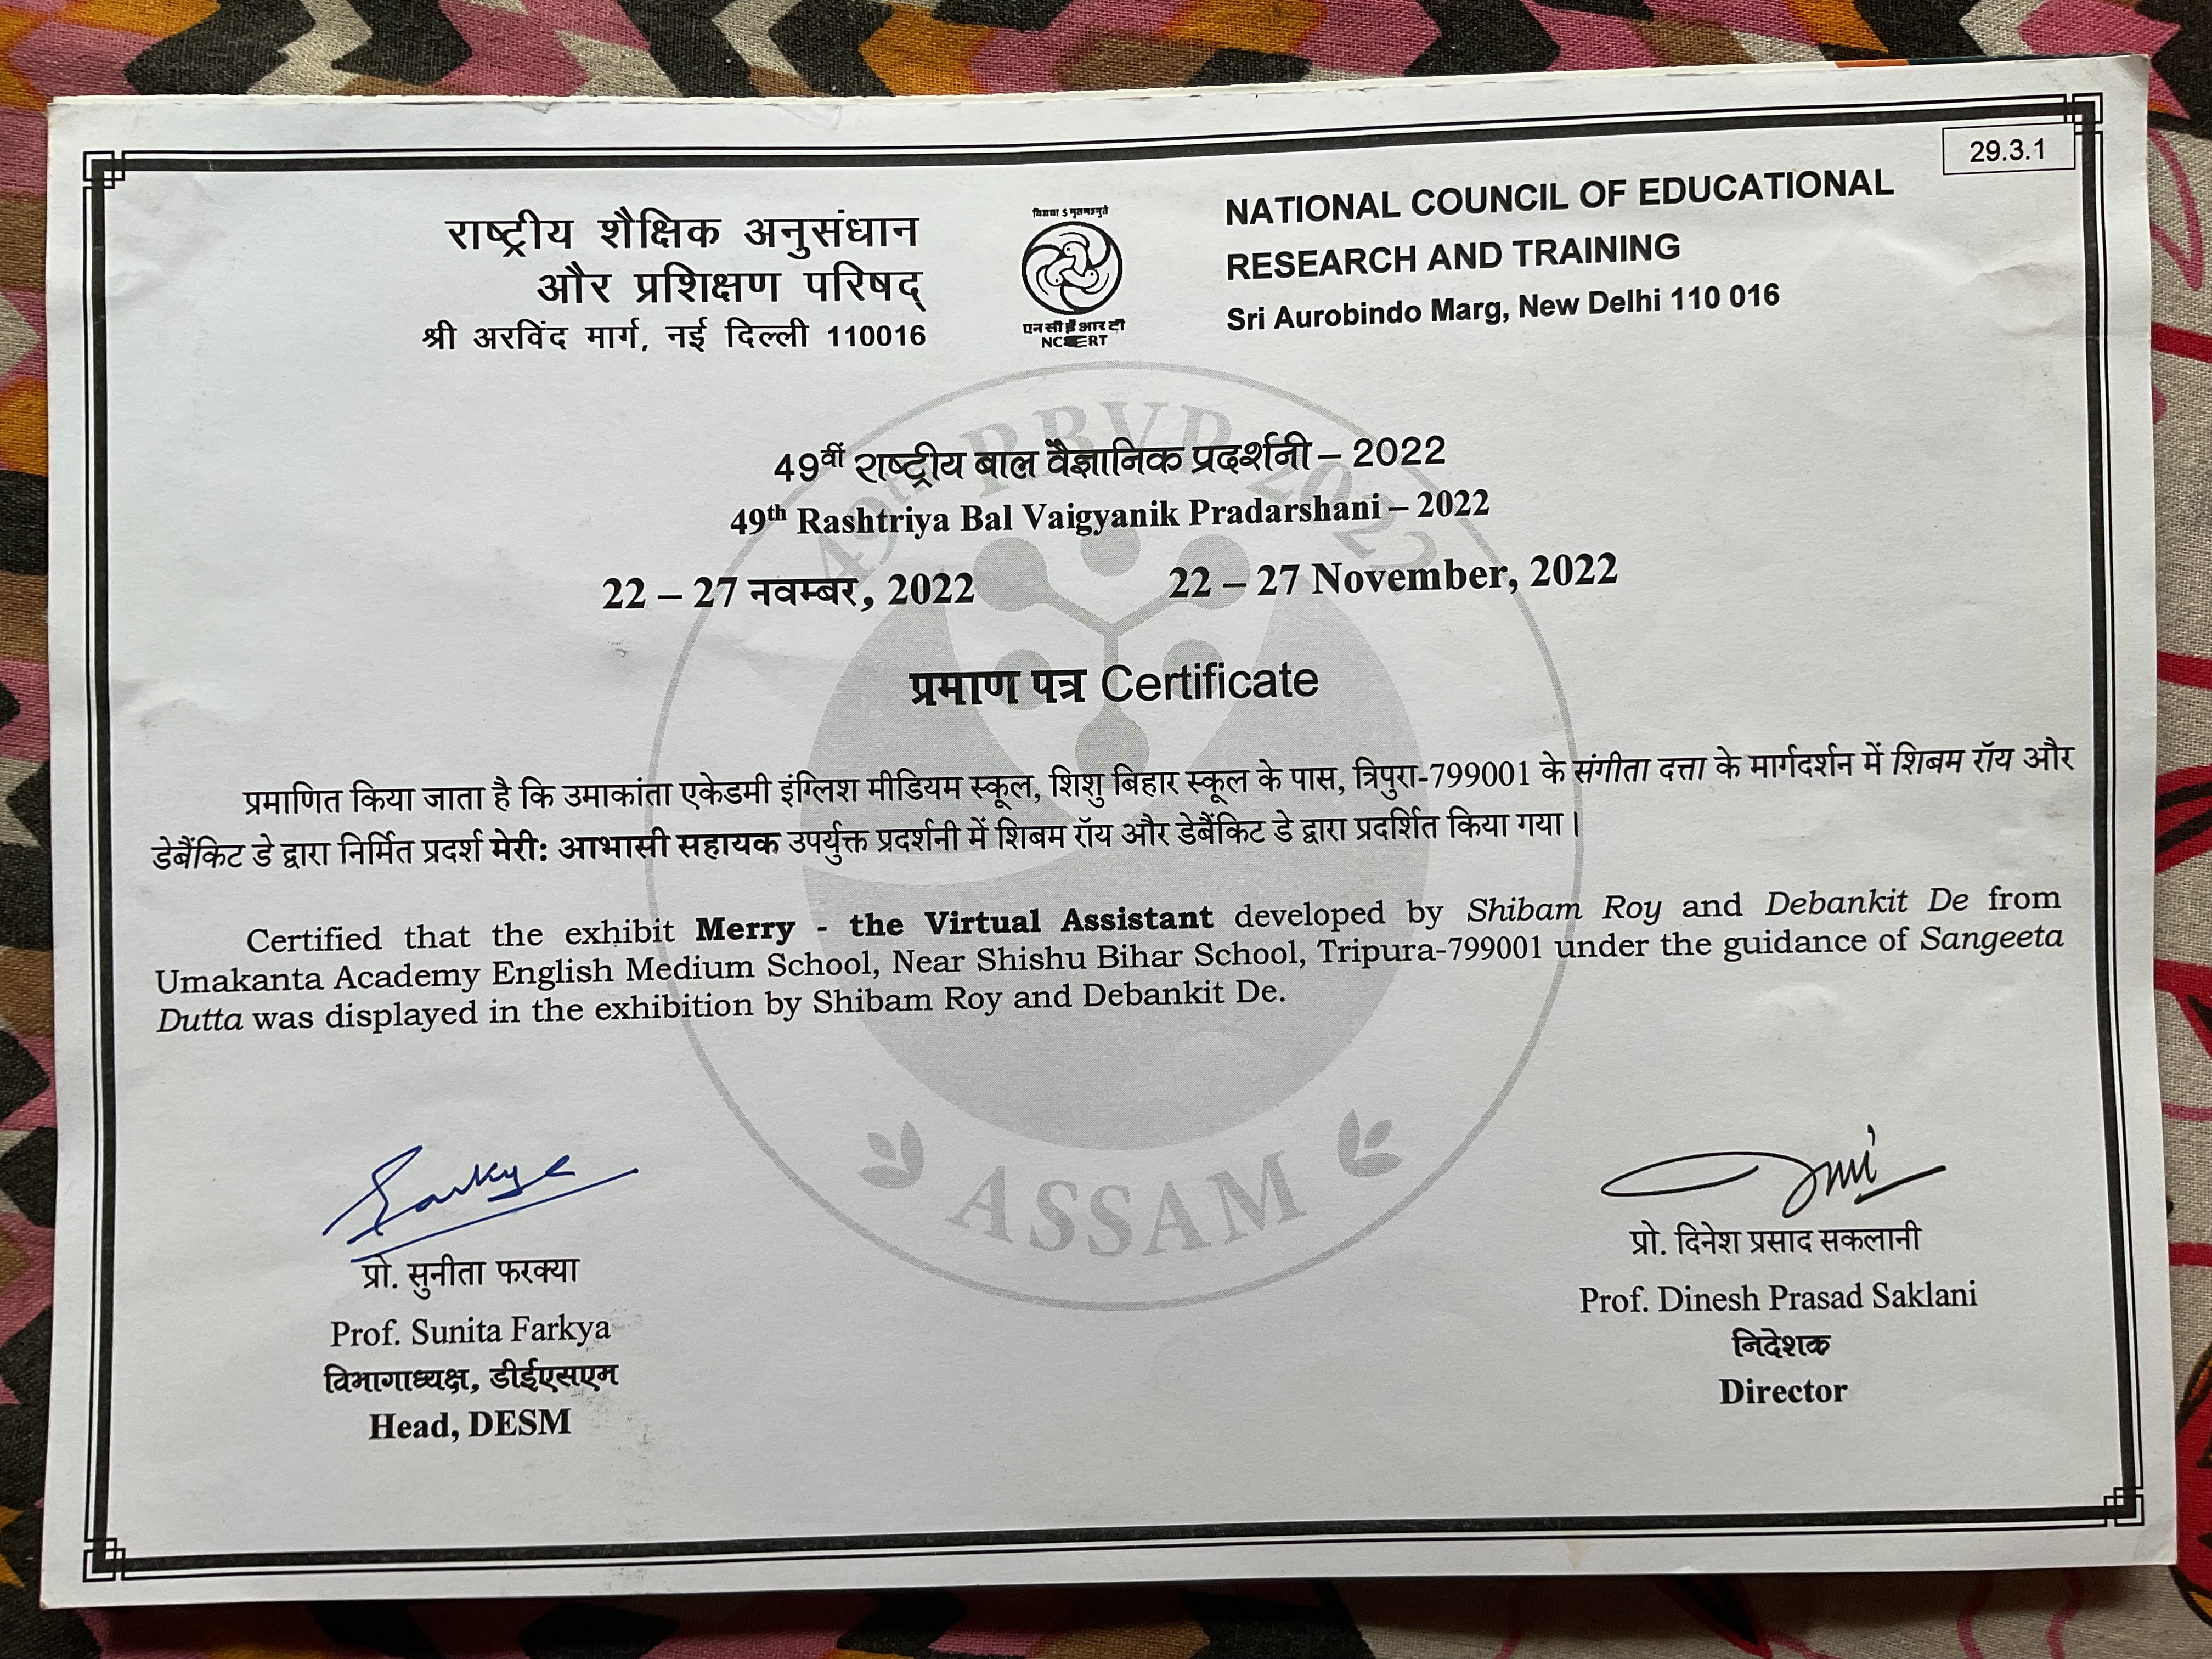 29.3.1
राष्ट्रीय शैक्षिक अनुसंधान
और प्रशिक्षण परिषद्
श्री अरविंद मार्ग, नई दिल्ली 110016
विद्यया ऽ मृतमश्नुते
एन सी ई आर टी
NCERT
NATIONAL COUNCIL OF EDUCATIONAL
RESEARCH AND TRAINING
Sri Aurobindo Marg, New Delhi 110 016
49th RBVP 2022
49वीं राष्ट्रीय बाल वैज्ञानिक प्रदर्शनी – 2022
49th Rashtriya Bal Vaigyanik Pradarshani – 2022
22 – 27 नवम्बर, 2022 22 – 27 November, 2022
प्रमाण पत्र Certificate
प्रमाणित किया जाता है कि उमाकांता एकेडमी इंग्लिश मीडियम स्कूल, शिशु बिहार स्कूल के पास, त्रिपुरा-799001 के संगीता दत्ता के मार्गदर्शन में शिबम रॉय और
डेबैंकिट डे द्वारा निर्मित प्रदर्श मेरी: आभासी सहायक उपर्युक्त प्रदर्शनी में शिबम रॉय और डेबैंकिट डे द्वारा प्रदर्शित किया गया।
Certified that the exhibit Merry - the Virtual Assistant developed by Shibam Roy and Debankit De from
Umakanta Academy English Medium School, Near Shishu Bihar School, Tripura-799001 under the guidance of Sangeeta
Dutta was displayed in the exhibition by Shibam Roy and Debankit De.
ASSAM
Farkya
प्रो. सुनीता फरक्या
Prof. Sunita Farkya
विभागाध्यक्ष, डीईएसएम
Head, DESM
प्रो. दिनेश प्रसाद सकलानी
Prof. Dinesh Prasad Saklani
निदेशक
Director